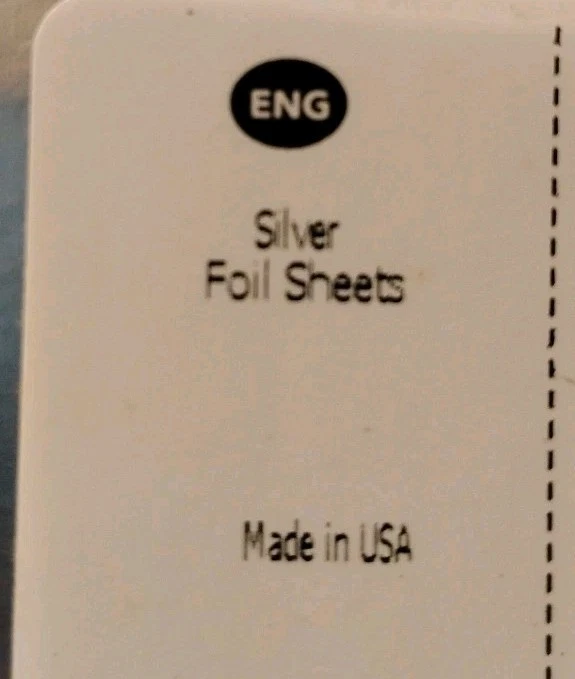 ENG
Silver
Foil Sheets
Made in USA